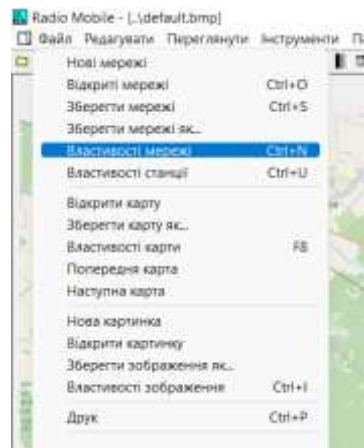 Radio Mobile - [..\default.bmp]
Файл Редагувати Переглянути Інструменти
Нові мережі
Відкриті мережі Ctrl+O
Зберегти мережі Ctrl+S
Зберегти мережі як...
Властивості мережі Ctrl+N
Властивості станції Ctrl+U
Відкрити карту
Зберегти карту як...
Властивості карти F8
Попередня карта
Наступна карта
Нова картинка
Відкрити картинку
Зберегти зображення як...
Властивості зображення Ctrl+I
Друк Ctrl+P